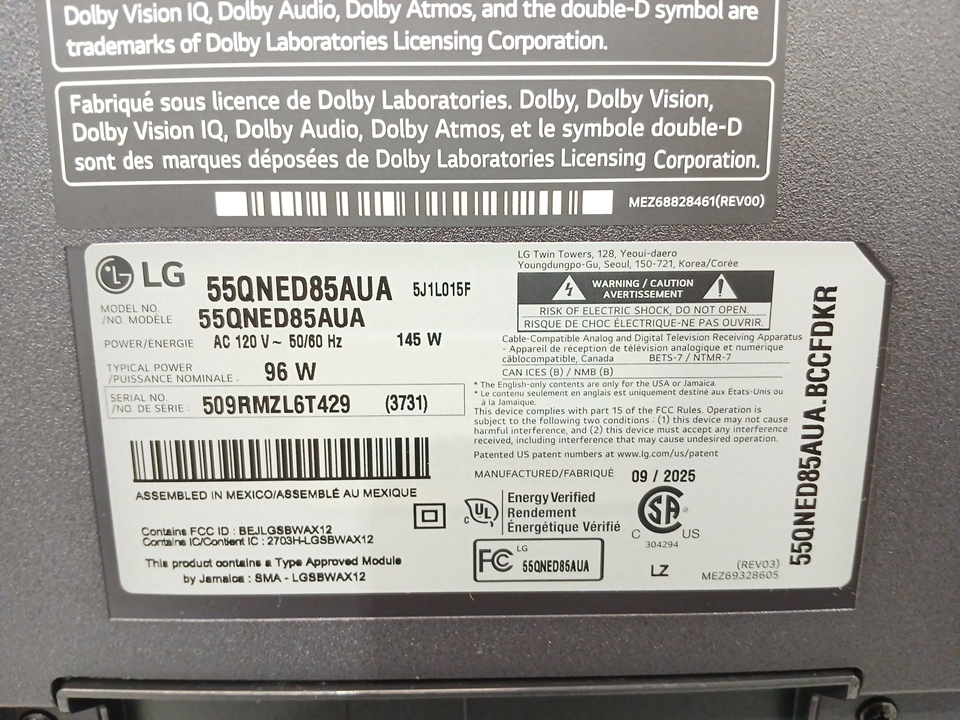 Dolby Vision IQ, Dolby Audio, Dolby Atmos, and the double-D symbol are
trademarks of Dolby Laboratories Licensing Corporation.
Fabriqué sous licence de Dolby Laboratories. Dolby, Dolby Vision,
Dolby Vision IQ, Dolby Audio, Dolby Atmos, et le symbole double-D
sont des marques déposées de Dolby Laboratories Licensing Corporation.
MEZ68828461(REV00)
LG
55QNED85AUA 5J1L015F
MODEL NO.
/NO. MODÈLE 55QNED85AUA
POWER/ÉNERGIE AC 120 V ~ 50/60 Hz 145 W
TYPICAL POWER
/PUISSANCE NOMINALE : 96 W
SERIAL NO.
/NO. DE SÉRIE : 509RMZL6T429 (3731)
ASSEMBLED IN MEXICO/ASSEMBLÉ AU MEXIQUE
Contains FCC ID : BEJLGSBWAX12
Contains IC/Contient IC : 2703H-LGSBWAX12
This product contains a Type Approved Module
by Jamaica : SMA - LGSBWAX12
LG Twin Towers, 128, Yeoui-daero
Youngdungpo-Gu, Seoul, 150-721, Korea/Corée
WARNING / CAUTION
AVERTISSEMENT
RISK OF ELECTRIC SHOCK, DO NOT OPEN.
RISQUE DE CHOC ÉLECTRIQUE-NE PAS OUVRIR.
Cable-Compatible Analog and Digital Television Receiving Apparatus
- Appareil de réception de télévision analogique et numérique
câblocompatible, Canada BETS-7 / NTMR-7
CAN ICES (B) / NMB (B)
* The English-only contents are only for the USA or Jamaica.
* Le contenu seulement en anglais est uniquement destiné aux États-Unis ou
à la Jamaïque.
This device complies with part 15 of the FCC Rules. Operation is
subject to the following two conditions : (1) this device may not cause
harmful interference, and (2) this device must accept any interference
received, including interference that may cause undesired operation.
Patented US patent numbers at www.lg.com/us/patent
MANUFACTURED/FABRIQUÉ 09 / 2025
c UL
Energy Verified
Rendement
Énergétique Vérifié
SA
C US
304294
FC LG
55QNED85AUA
LZ
(REV03)
MEZ69328605
55QNED85AUA.BCCFDKR